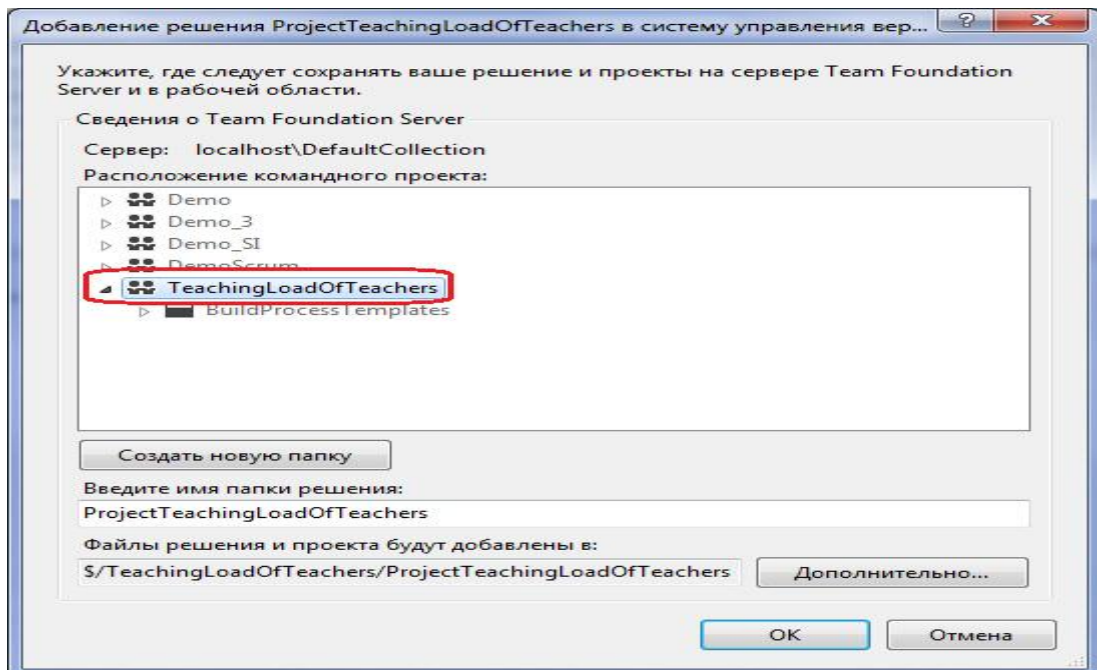 Добавление решения ProjectTeachingLoadOfTeachers в систему управления вер...
Укажите, где следует сохранять ваше решение и проекты на сервере Team Foundation
Server и в рабочей области.
Сведения о Team Foundation Server
Сервер: localhost\DefaultCollection
Расположение командного проекта:
Demo
Demo_3
Demo_SI
DemoScrum
TeachingLoadOfTeachers
BuildProcessTemplates
Создать новую папку
Введите имя папки решения:
ProjectTeachingLoadOfTeachers
Файлы решения и проекта будут добавлены в:
$/TeachingLoadOfTeachers/ProjectTeachingLoadOfTeachers Дополнительно...
OK Отмена